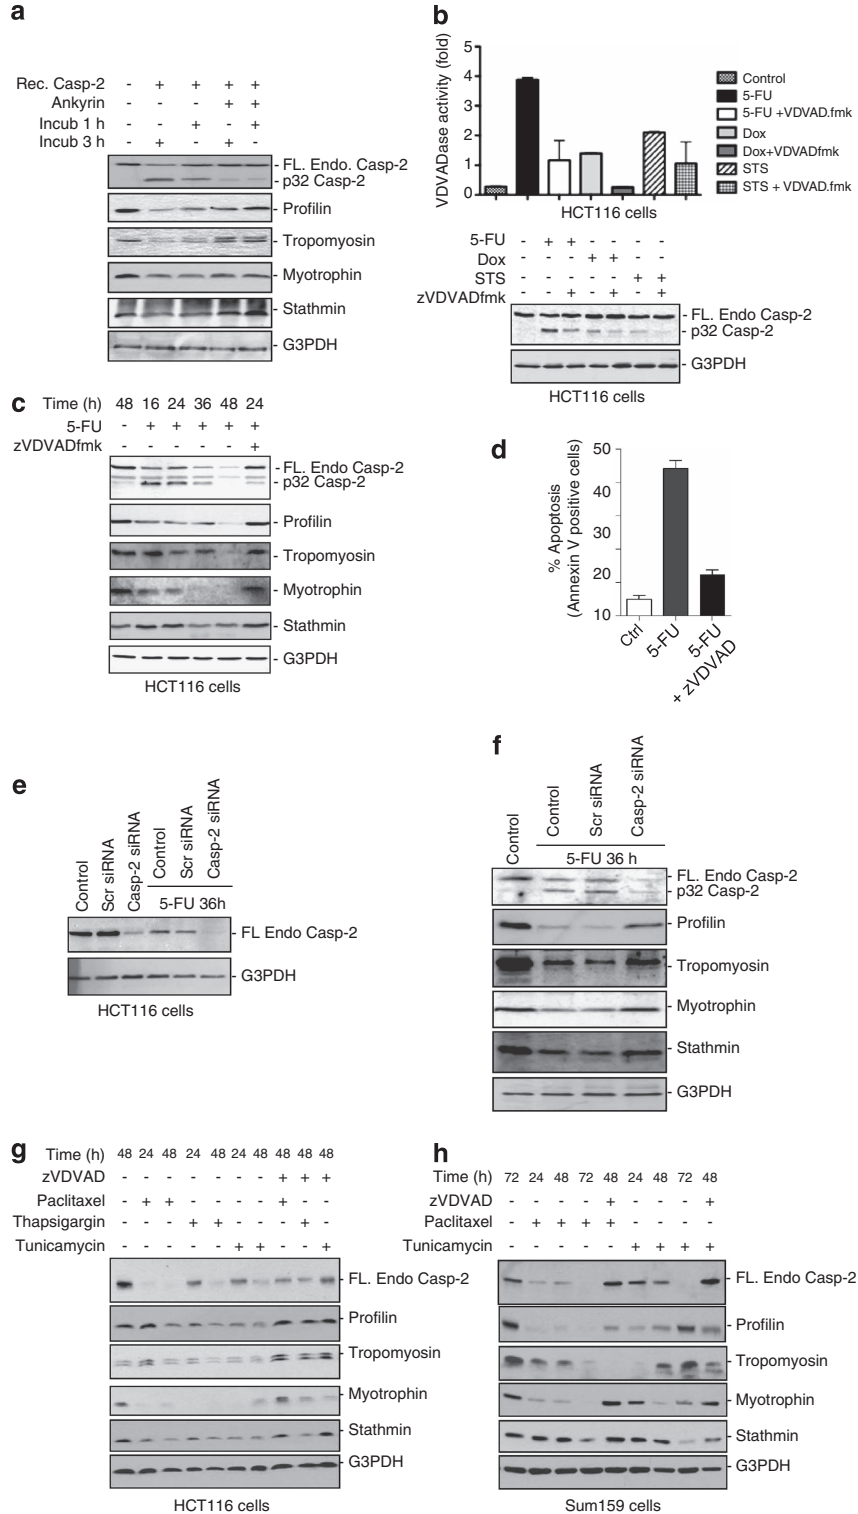 a
Rec. Casp-2 - + + + +
Ankyrin - - - + +
Incub 1 h - - + - +
Incub 3 h - + - + -
- FL. Endo. Casp-2
- p32 Casp-2
- Profilin
- Tropomyosin
- Myotrophin
- Stathmin
- G3PDH
b
VDVADase activity (fold)
5
4
3
2
1
0
HCT116 cells
Control
5-FU
5-FU +VDVAD.fmk
Dox
Dox+VDVADfmk
STS
STS + VDVAD.fmk
5-FU - + + - - - -
Dox - - - + + - -
STS - - - - - + +
zVDVADfmk - - + - + - +
- FL. Endo Casp-2
- p32 Casp-2
- G3PDH
HCT116 cells
c
Time (h) 48 16 24 36 48 24
5-FU - + + + + +
zVDVADfmk - - - - - +
- FL. Endo Casp-2
- p32 Casp-2
- Profilin
- Tropomyosin
- Myotrophin
- Stathmin
- G3PDH
HCT116 cells
d
% Apoptosis
(Annexin V positive cells)
50
40
30
20
10
Ctrl
5-FU
5-FU
+ zVDVAD
e
Control
Scr siRNA
Casp-2 siRNA
Control
Scr siRNA
Casp-2 siRNA
5-FU 36h
- FL Endo Casp-2
- G3PDH
HCT116 cells
f
Control
Control
Scr siRNA
Casp-2 siRNA
5-FU 36 h
- FL. Endo Casp-2
- p32 Casp-2
- Profilin
- Tropomyosin
- Myotrophin
- Stathmin
- G3PDH
g
Time (h) 48 24 48 24 48 24 48 48 48 48
zVDVAD - - - - - - - + + +
Paclitaxel - + + - - - - + - -
Thapsigargin - - - + + - - - + -
Tunicamycin - - - - - + + - - +
- FL. Endo Casp-2
- Profilin
- Tropomyosin
- Myotrophin
- Stathmin
- G3PDH
HCT116 cells
h
Time (h) 72 24 48 72 48 24 48 72 48
zVDVAD - - - - + - - - +
Paclitaxel - + + + + - - - -
Tunicamycin - - - - - + + + +
- FL. Endo Casp-2
- Profilin
- Tropomyosin
- Myotrophin
- Stathmin
- G3PDH
Sum159 cells